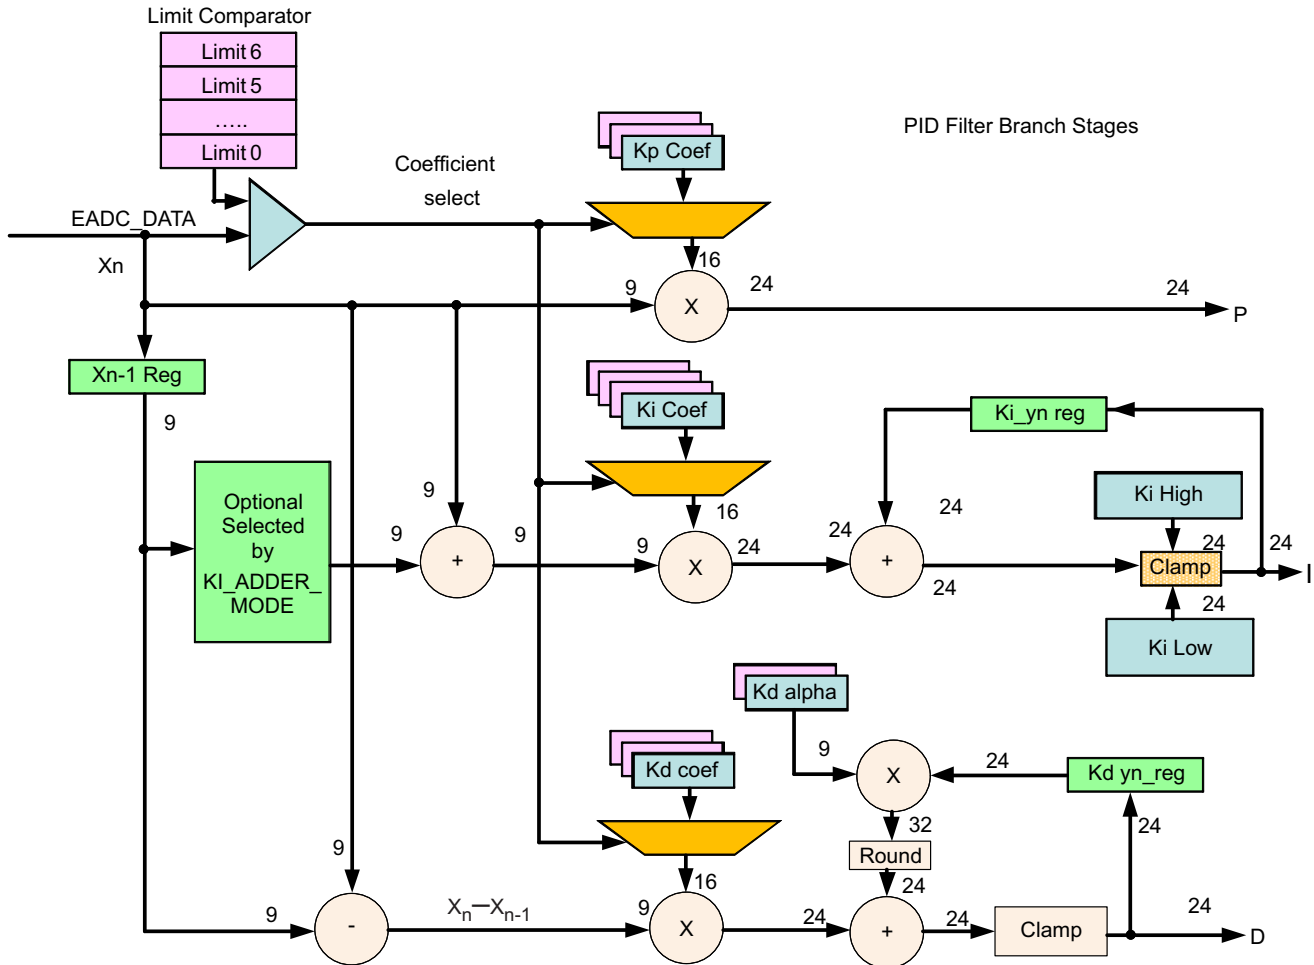 Limit Comparator
Limit 6
Limit 5
.....
Limit 0
PID Filter Branch Stages
Kp Coef
Coefficient
select
EADC_DATA
Xn
16
9
24
24
X
P
Xn-1 Reg
9
Ki Coef
Ki_yn reg
Optional
Selected
by
KI_ADDER_
MODE
9
9
+
9
16
9
X
24
24
+
24
24
Ki High
24
24
Clamp
I
24
Ki Low
Kd alpha
9
X
24
Kd yn_reg
Kd coef
32
24
Round
9
16
24
9
-
Xn—Xn-1
9
X
24
+
24
Clamp
24
D